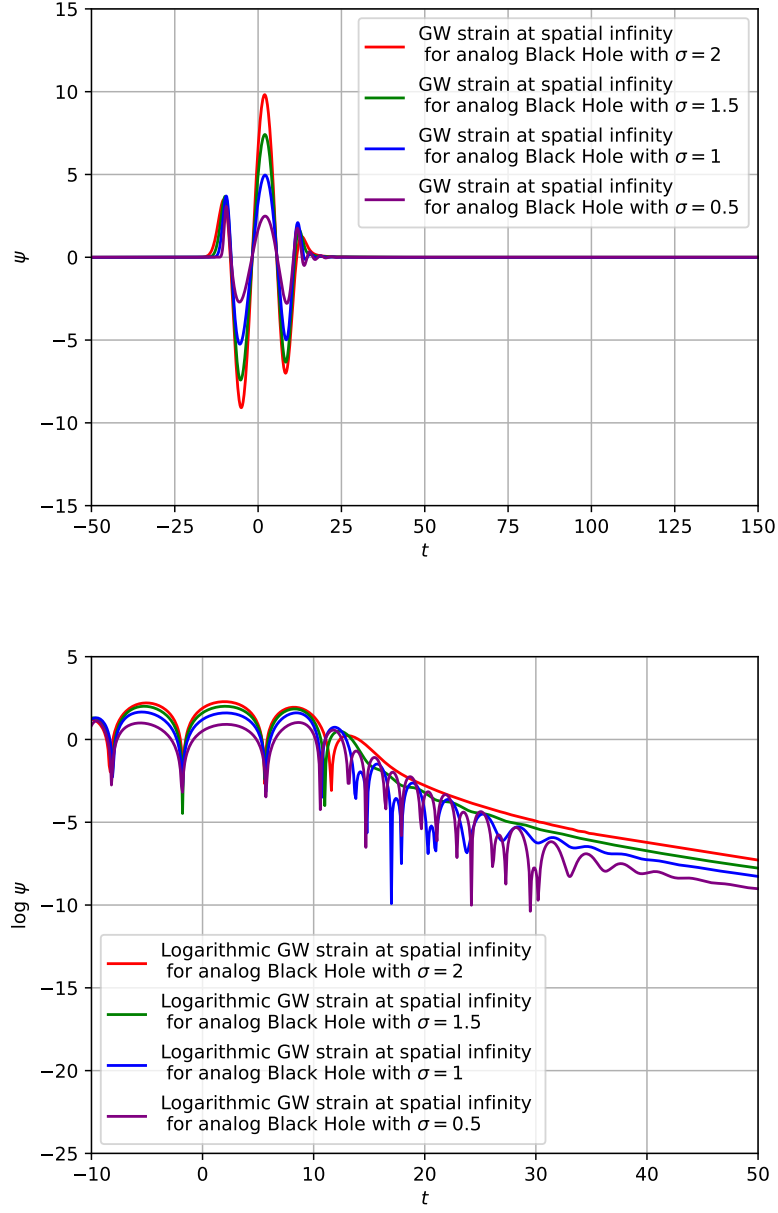 15
10
5
0
−5
−10
−15
ψ
GW strain at spatial infinity
for analog Black Hole with σ = 2
GW strain at spatial infinity
for analog Black Hole with σ = 1.5
GW strain at spatial infinity
for analog Black Hole with σ = 1
GW strain at spatial infinity
for analog Black Hole with σ = 0.5
−50 −25 0 25 50 75 100 125 150
t
5
0
−5
−10
−15
−20
−25
log ψ
Logarithmic GW strain at spatial infinity
for analog Black Hole with σ = 2
Logarithmic GW strain at spatial infinity
for analog Black Hole with σ = 1.5
Logarithmic GW strain at spatial infinity
for analog Black Hole with σ = 1
Logarithmic GW strain at spatial infinity
for analog Black Hole with σ = 0.5
−10 0 10 20 30 40 50
t